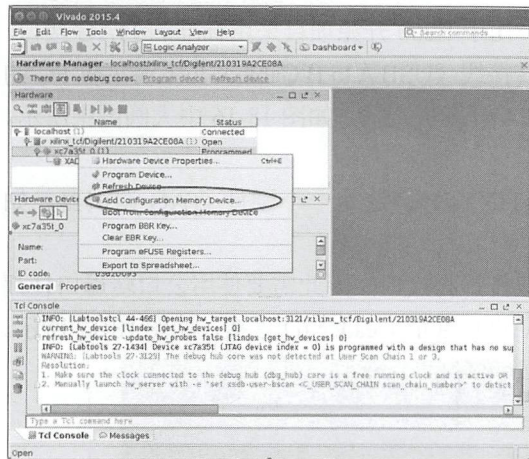 Vivado 2015.4
File Edit Flow Tools Window Layout View Help
Search commands
Logic Analyzer
Dashboard
Hardware Manager - localhost/xilinx_tcf/Digilent/210319A2CE08A
There are no debug cores. Program device Refresh device
Hardware
Name Status
localhost (1) Connected
xilinx_tcf/Digilent/210319A2CE08A (1) Open
xc7a35t_0 (1) Programmed
XAD
Hardware Device Properties... Ctrl+E
Program Device...
Refresh Device
Add Configuration Memory Device...
Boot from Configuration Memory Device
Program BBR Key...
Clear BBR Key...
Program eFUSE Registers...
Export to Spreadsheet...
Hardware Device
xc7a35t_0
Name:
Part:
ID code: 0362D093
General Properties
Tcl Console
INFO: [Labtoolstcl 44-466] Opening hw_target localhost:3121/xilinx_tcf/Digilent/210319A2CE08A
current_hw_device [lindex [get_hw_devices] 0]
refresh_hw_device -update_hw_probes false [lindex [get_hw_devices] 0]
INFO: [Labtools 27-1434] Device xc7a35t (JTAG device index = 0) is programmed with a design that has no sup
WARNING: [Labtools 27-3123] The debug hub core was not detected at User Scan Chain 1 or 3.
Resolution:
1. Make sure the clock connected to the debug hub (dbg_hub) core is a free running clock and is active OR
2. Manually launch hw_server with -e "set xsdb-user-bscan <C_USER_SCAN_CHAIN scan_chain_number>" to detect
Type a Tcl command here
Tcl Console Messages
Open